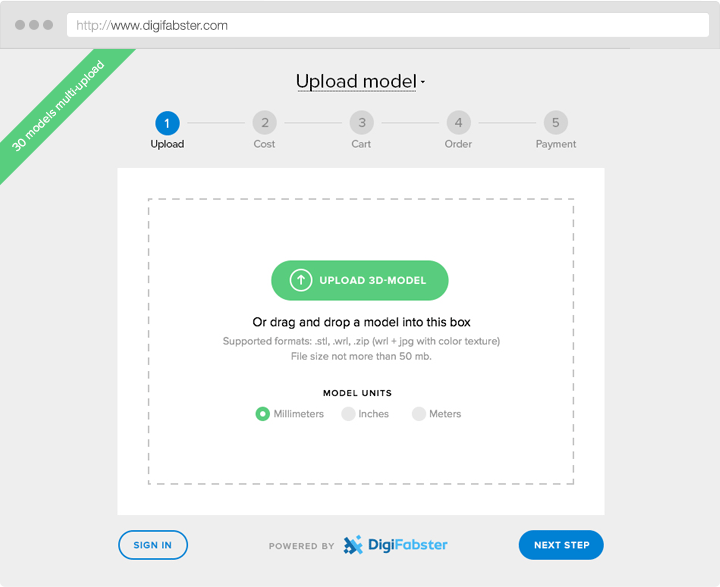 http://www.digifabster.com
30 models multi-upload
Upload model
1 2 3 4 5
Upload Cost Cart Order Payment
UPLOAD 3D-MODEL
Or drag and drop a model into this box
Supported formats: .stl, .wrl, .zip (wrl + jpg with color texture)
File size not more than 50 mb.
MODEL UNITS
Millimeters Inches Meters
SIGN IN POWERED BY DigiFabster NEXT STEP